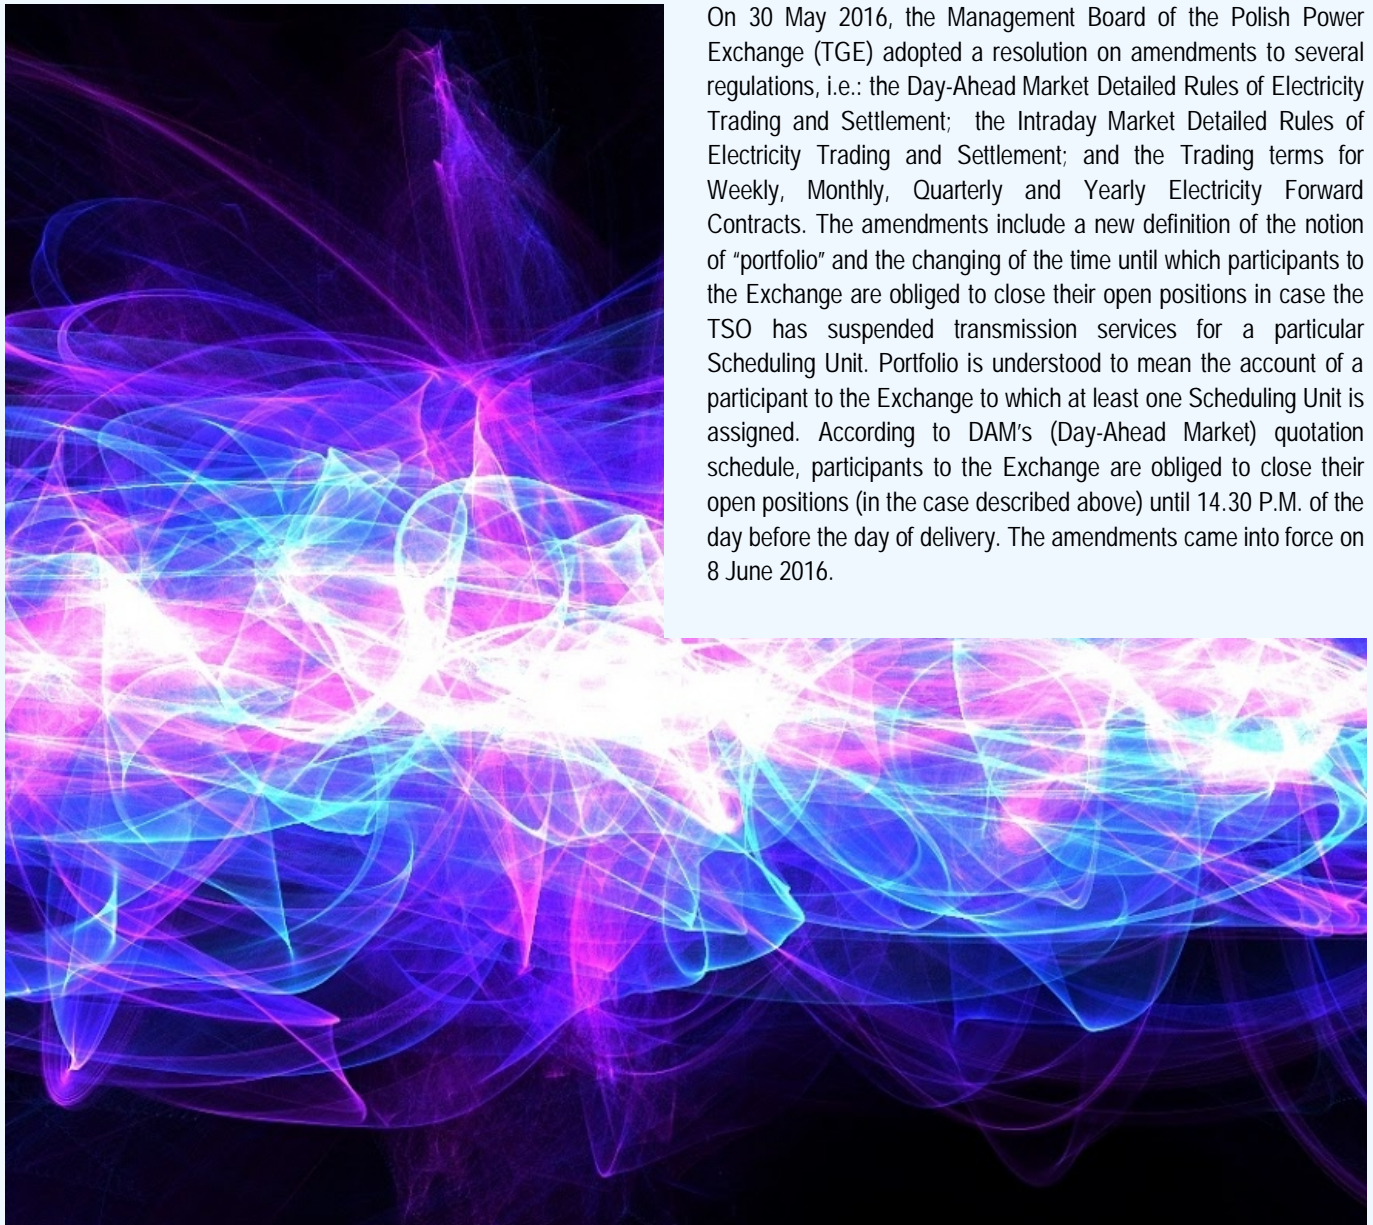 On 30 May 2016, the Management Board of the Polish Power
Exchange (TGE) adopted a resolution on amendments to several
regulations, i.e.: the Day-Ahead Market Detailed Rules of Electricity
Trading and Settlement; the Intraday Market Detailed Rules of
Electricity Trading and Settlement; and the Trading terms for
Weekly, Monthly, Quarterly and Yearly Electricity Forward
Contracts. The amendments include a new definition of the notion
of “portfolio” and the changing of the time until which participants to
the Exchange are obliged to close their open positions in case the
TSO has suspended transmission services for a particular
Scheduling Unit. Portfolio is understood to mean the account of a
participant to the Exchange to which at least one Scheduling Unit is
assigned. According to DAM’s (Day-Ahead Market) quotation
schedule, participants to the Exchange are obliged to close their
open positions (in the case described above) until 14.30 P.M. of the
day before the day of delivery. The amendments came into force on
8 June 2016.